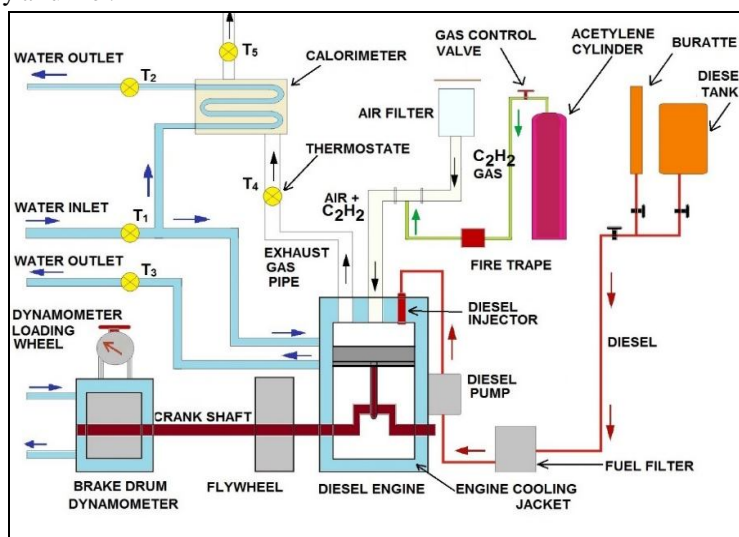 y and
T5
WATER OUTLET
T2
CALORIMETER
GAS CONTROL
VALVE
ACETYLENE
CYLINDER
BURATTE
DIESE
TANK
AIR FILTER
THERMOSTATE
T4
C2H2
GAS
AIR +
C2H2
WATER INLET
T1
WATER OUTLET
T3
EXHAUST
GAS
PIPE
FIRE TRAPE
DYNAMOMETER
LOADING
WHEEL
DIESEL
INJECTOR
DIESEL
DIESEL
PUMP
CRANK SHAFT
BRAKE DRUM
DYNAMOMETER
FLYWHEEL
DIESEL ENGINE
ENGINE COOLING
JACKET
FUEL FILTER